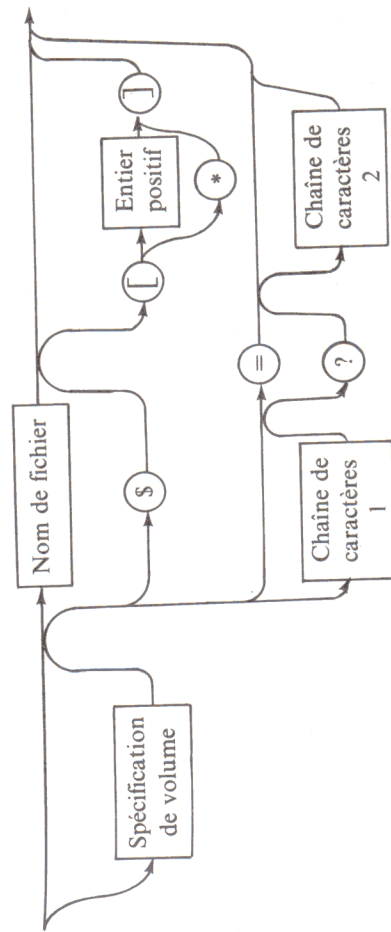 Spécification
de volume
Nom de fichier
$
[
Entier
positif
*
]
=
?
Chaîne de
caractères
1
Chaîne de
caractères
2